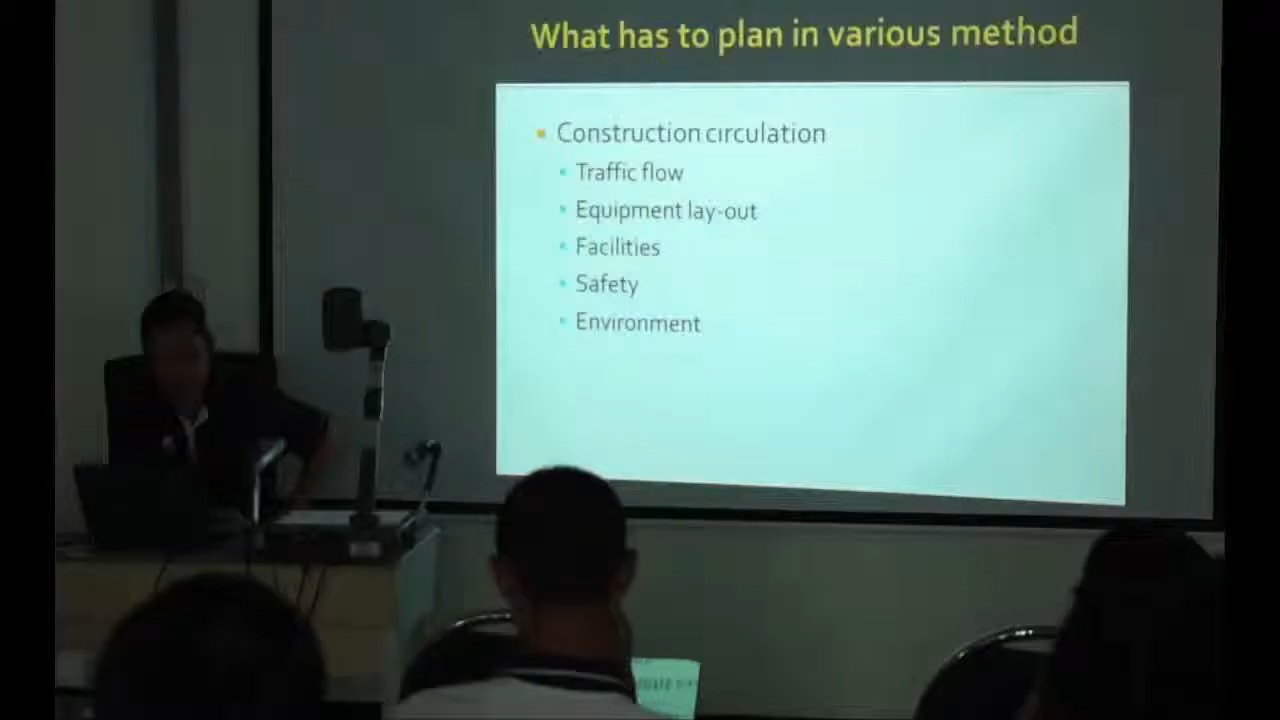 What has to plan in various method
Construction circulation
Traffic flow
Equipment lay-out
Facilities
Safety
Environment